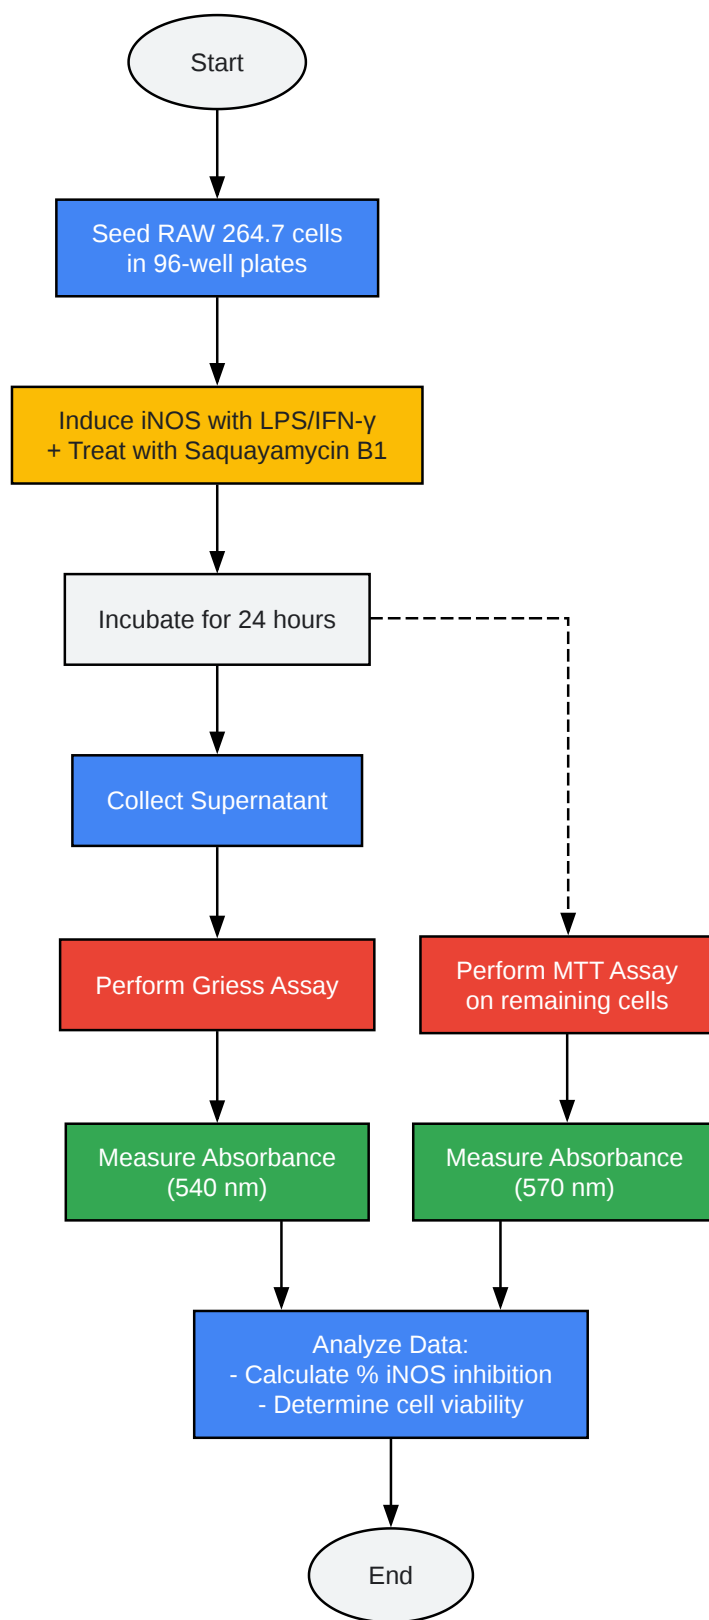 Start
Seed RAW 264.7 cells
in 96-well plates
Induce iNOS with LPS/IFN-γ
+ Treat with Saquayamycin B1
Incubate for 24 hours
Collect Supernatant
Perform Griess Assay
Perform MTT Assay
on remaining cells
Measure Absorbance
(540 nm)
Measure Absorbance
(570 nm)
Analyze Data:
- Calculate % iNOS inhibition
- Determine cell viability
End